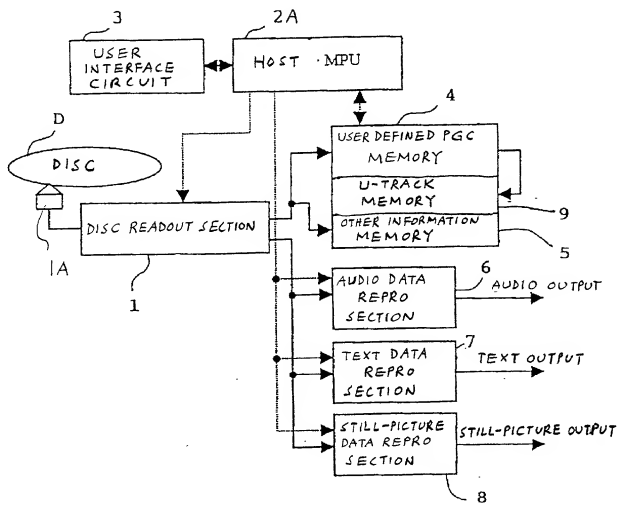 3
2A
USER
INTERFACE
CIRCUIT
HOST · MPU
4
D
DISC
USER DEFINED PGC
MEMORY
U-TRACK
MEMORY
9
OTHER INFORMATION
MEMORY
5
DISC READOUT SECTION
1A
1
6
AUDIO DATA
REPRO
SECTION
AUDIO OUTPUT
7
TEXT DATA
REPRO
SECTION
TEXT OUTPUT
STILL-PICTURE
DATA REPRO
SECTION
STILL-PICTURE OUTPUT
8